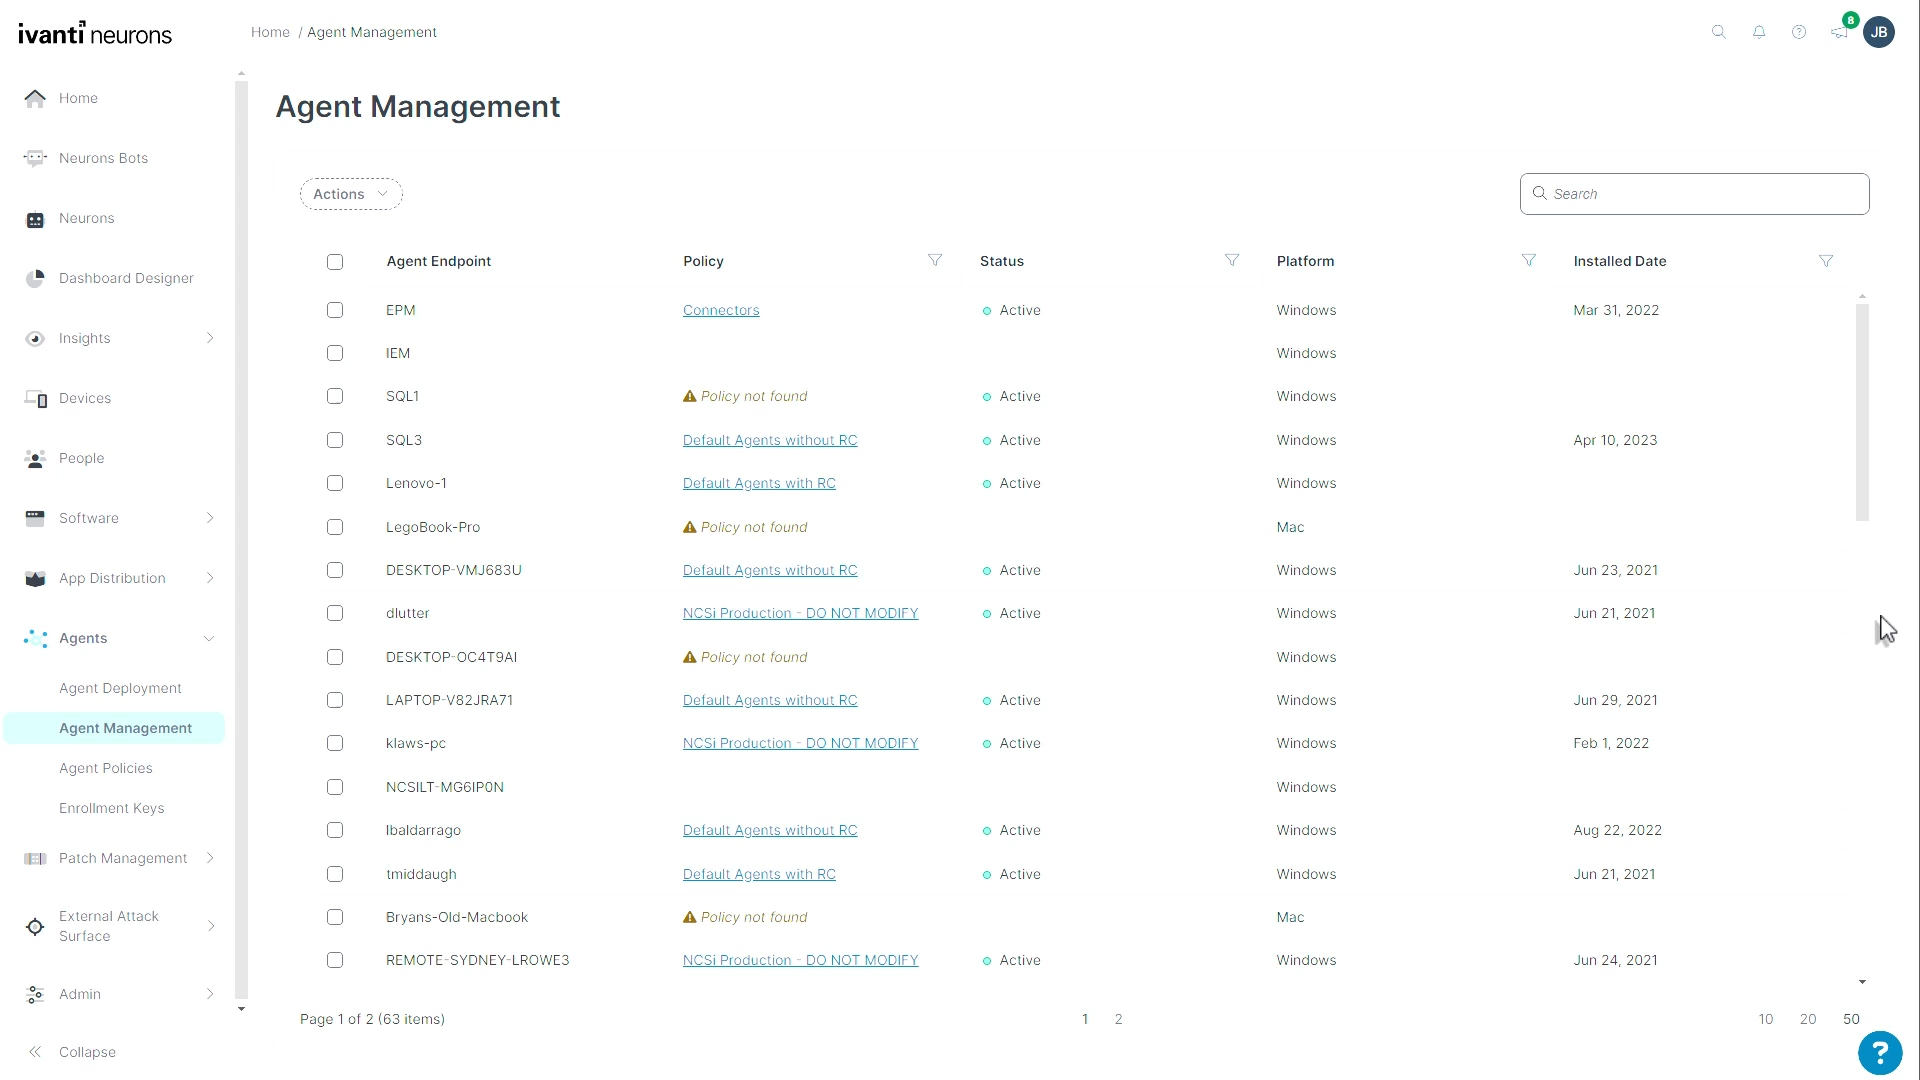 ivanti neurons
Home / Agent Management
8
JB
Home
Neurons Bots
Neurons
Dashboard Designer
Insights
Devices
People
Software
App Distribution
Agents
Agent Deployment
Agent Management
Agent Policies
Enrollment Keys
Patch Management
External Attack
Surface
Admin
Collapse
Agent Management
Actions
Search
Agent Endpoint Policy Status Platform Installed Date
EPM Connectors Active Windows Mar 31, 2022
IEM Windows
SQL1 Policy not found Active Windows
SQL3 Default Agents without RC Active Windows Apr 10, 2023
Lenovo-1 Default Agents with RC Active Windows
LegoBook-Pro Policy not found Mac
DESKTOP-VMJ683U Default Agents without RC Active Windows Jun 23, 2021
dlutter NCSi Production - DO NOT MODIFY Active Windows Jun 21, 2021
DESKTOP-OC4T9AI Policy not found Windows
LAPTOP-V82JRA71 Default Agents without RC Active Windows Jun 29, 2021
klaws-pc NCSi Production - DO NOT MODIFY Active Windows Feb 1, 2022
NCSILT-MG6IP0N Windows
lbaldarrago Default Agents without RC Active Windows Aug 22, 2022
tmiddaugh Default Agents with RC Active Windows Jun 21, 2021
Bryans-Old-Macbook Policy not found Mac
REMOTE-SYDNEY-LROWE3 NCSi Production - DO NOT MODIFY Active Windows Jun 24, 2021
Page 1 of 2 (63 items) 1 2 10 20 50
?